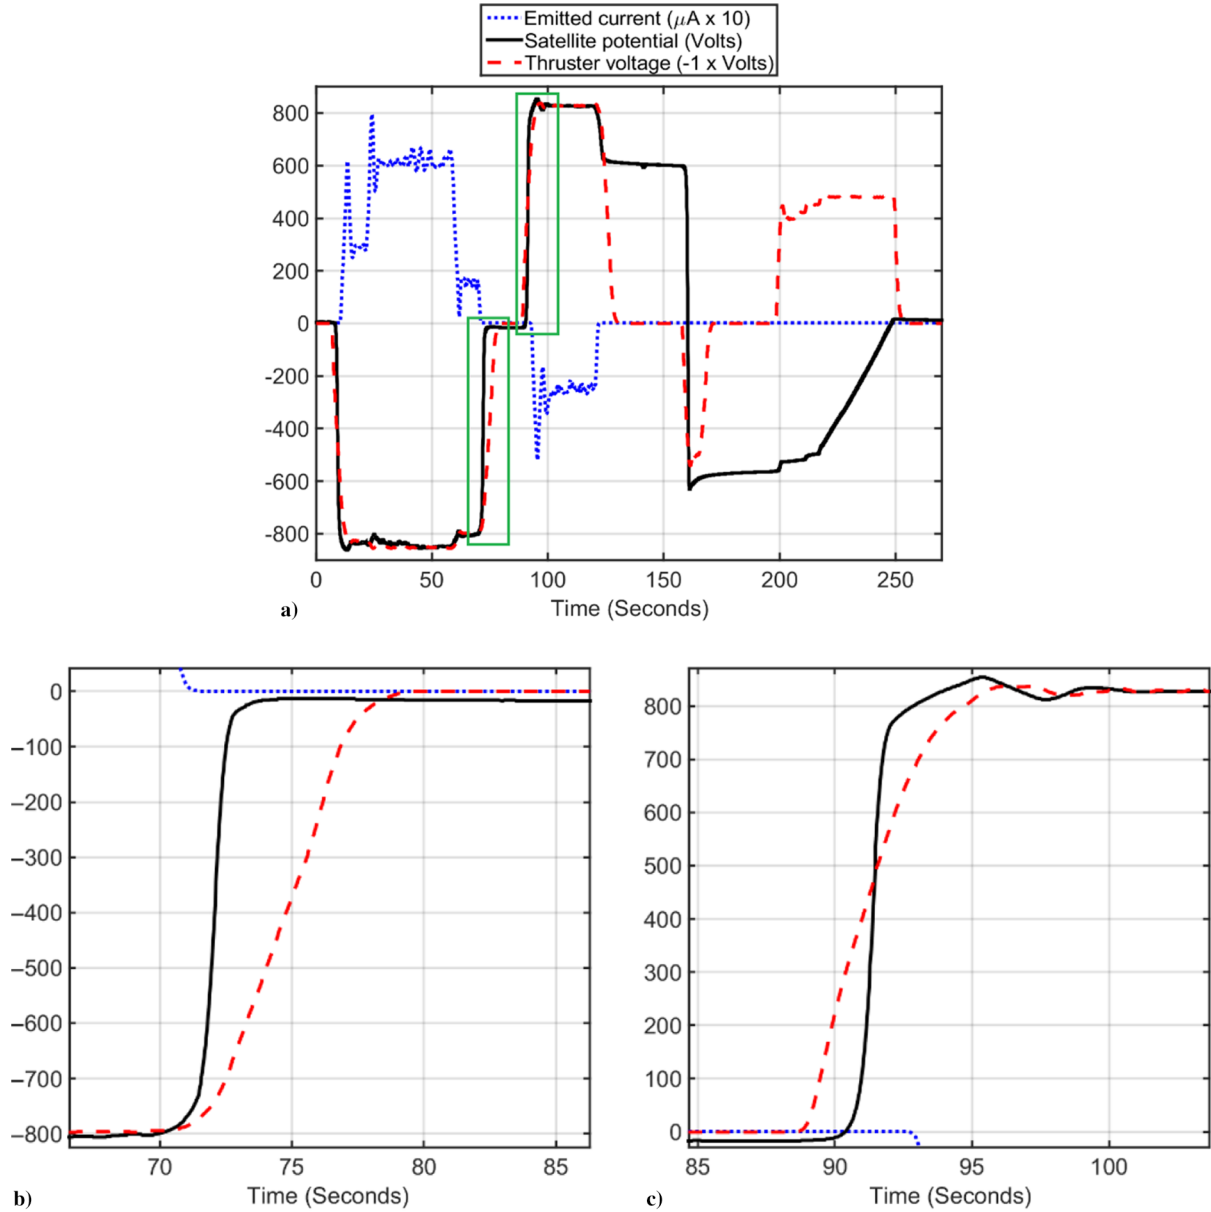 Emitted current (μA x 10)
Satellite potential (Volts)
Thruster voltage (-1 x Volts)
800
600
400
200
0
-200
-400
-600
-800
0 50 100 150 200 250
Time (Seconds)
a)
0
–100
–200
–300
–400
–500
–600
–700
–800
70 75 80 85
Time (Seconds)
b)
800
700
600
500
400
300
200
100
0
85 90 95 100
Time (Seconds)
c)